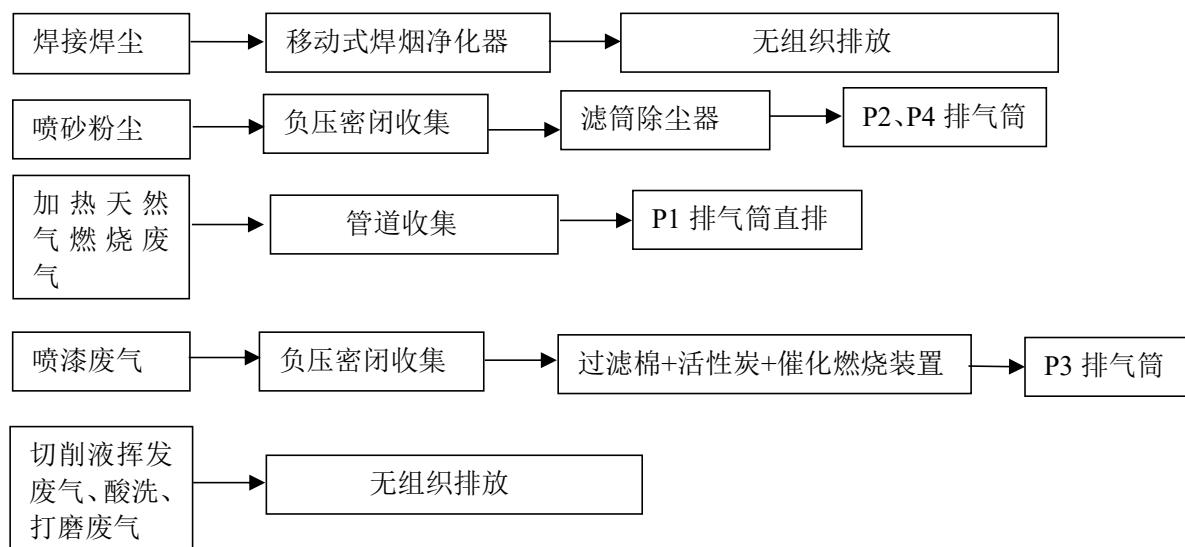 焊接焊尘
移动式焊烟净化器
无组织排放
喷砂粉尘
负压密闭收集
滤筒除尘器
P2、P4 排气筒
加热天然
气燃烧废
气
管道收集
P1 排气筒直排
喷漆废气
负压密闭收集
过滤棉+活性炭+催化燃烧装置
P3 排气筒
切削液挥发
废气、酸洗、
打磨废气
无组织排放